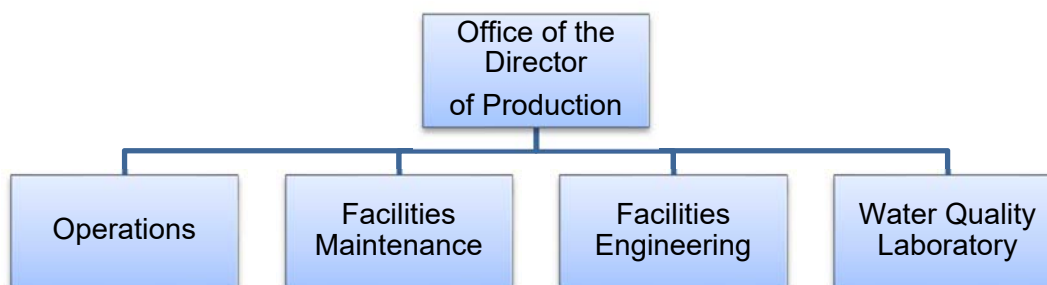 Office of the
Director
of Production
Operations
Facilities
Maintenance
Facilities
Engineering
Water Quality
Laboratory